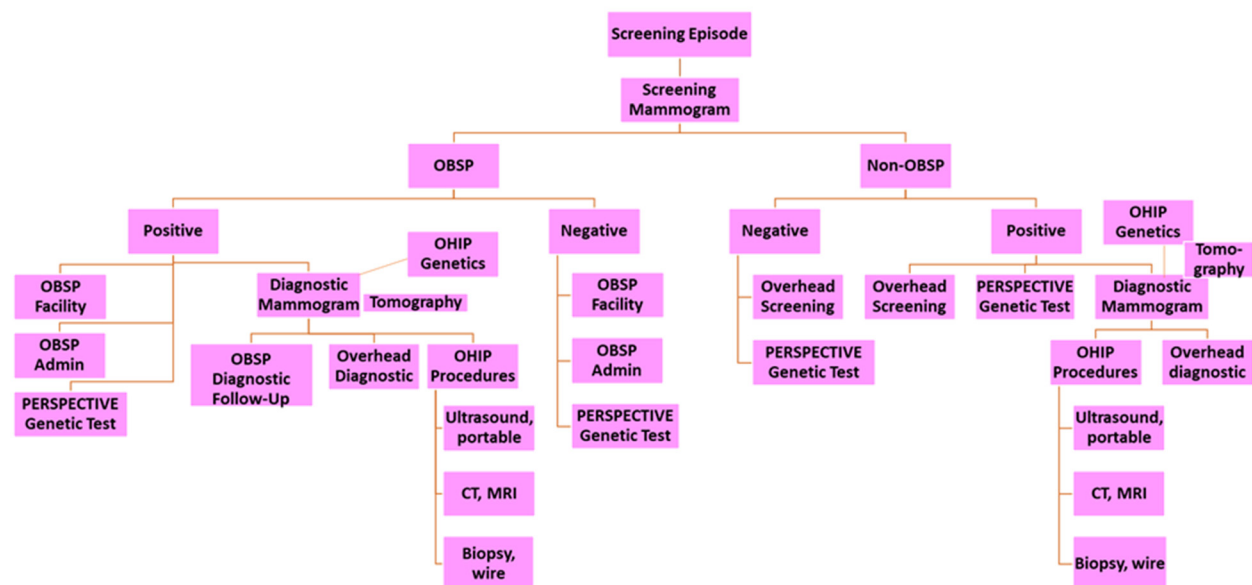 Screening Episode
Screening
Mammogram
OBSP
Non-OBSP
Positive
OHIP
Genetics
Negative
Negative
Positive
OHIP
Genetics
Tomo-
graphy
OBSP
Facility
Diagnostic
Mammogram
Tomography
OBSP
Facility
Overhead
Screening
Overhead
Screening
PERSPECTIVE
Genetic Test
Diagnostic
Mammogram
OBSP
Admin
OBSP
Diagnostic
Follow-Up
Overhead
Diagnostic
OHIP
Procedures
OBSP
Admin
PERSPECTIVE
Genetic Test
OHIP
Procedures
Overhead
diagnostic
PERSPECTIVE
Genetic Test
Ultrasound,
portable
PERSPECTIVE
Genetic Test
Ultrasound,
portable
CT, MRI
CT, MRI
Biopsy,
wire
Biopsy, wire